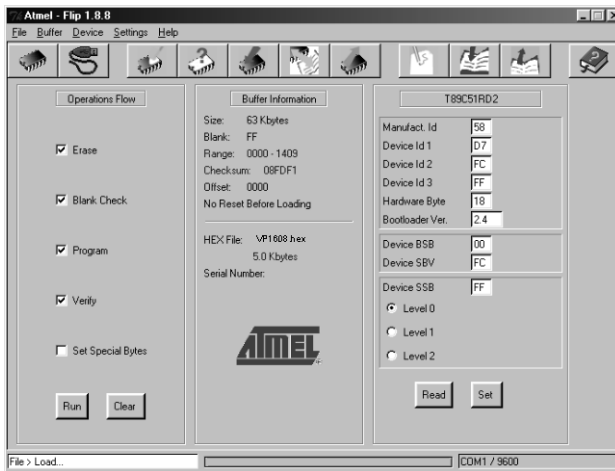 Atmel - Flip 1.8.8
File Buffer Device Settings Help
Operations Flow
Erase
Blank Check
Program
Verify
Set Special Bytes
Run Clear
Buffer Information
Size: 63 Kbytes
Blank: FF
Range: 0000 - 1409
Checksum: 08FDF1
Offset: 0000
No Reset Before Loading
HEX File: VP1608.hex
5.0 Kbytes
Serial Number:
ATMEL
T89C51RD2
Manufact. Id 58
Device Id 1 D7
Device Id 2 FC
Device Id 3 FF
Hardware Byte 18
Bootloader Ver. 2.4
Device BSB 00
Device SBV FC
Device SSB FF
Level 0
Level 1
Level 2
Read Set
File > Load...
COM1 / 9600